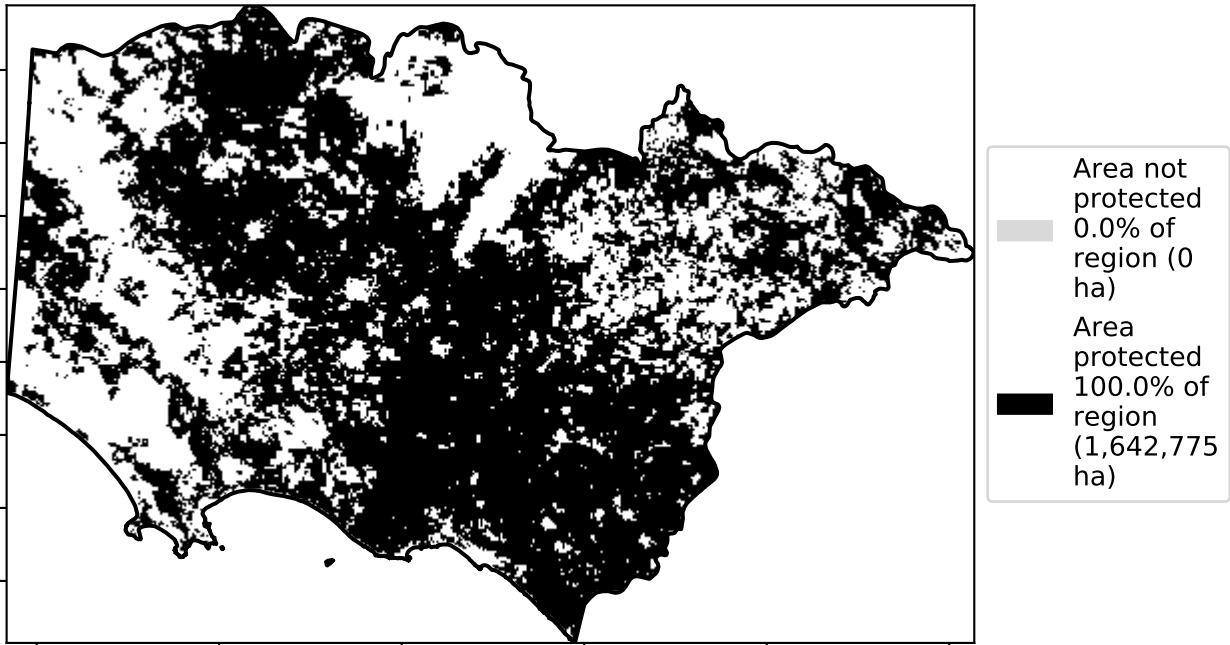 Area not
protected
0.0% of
region (0
ha)
Area
protected
100.0% of
region
(1,642,775
ha)